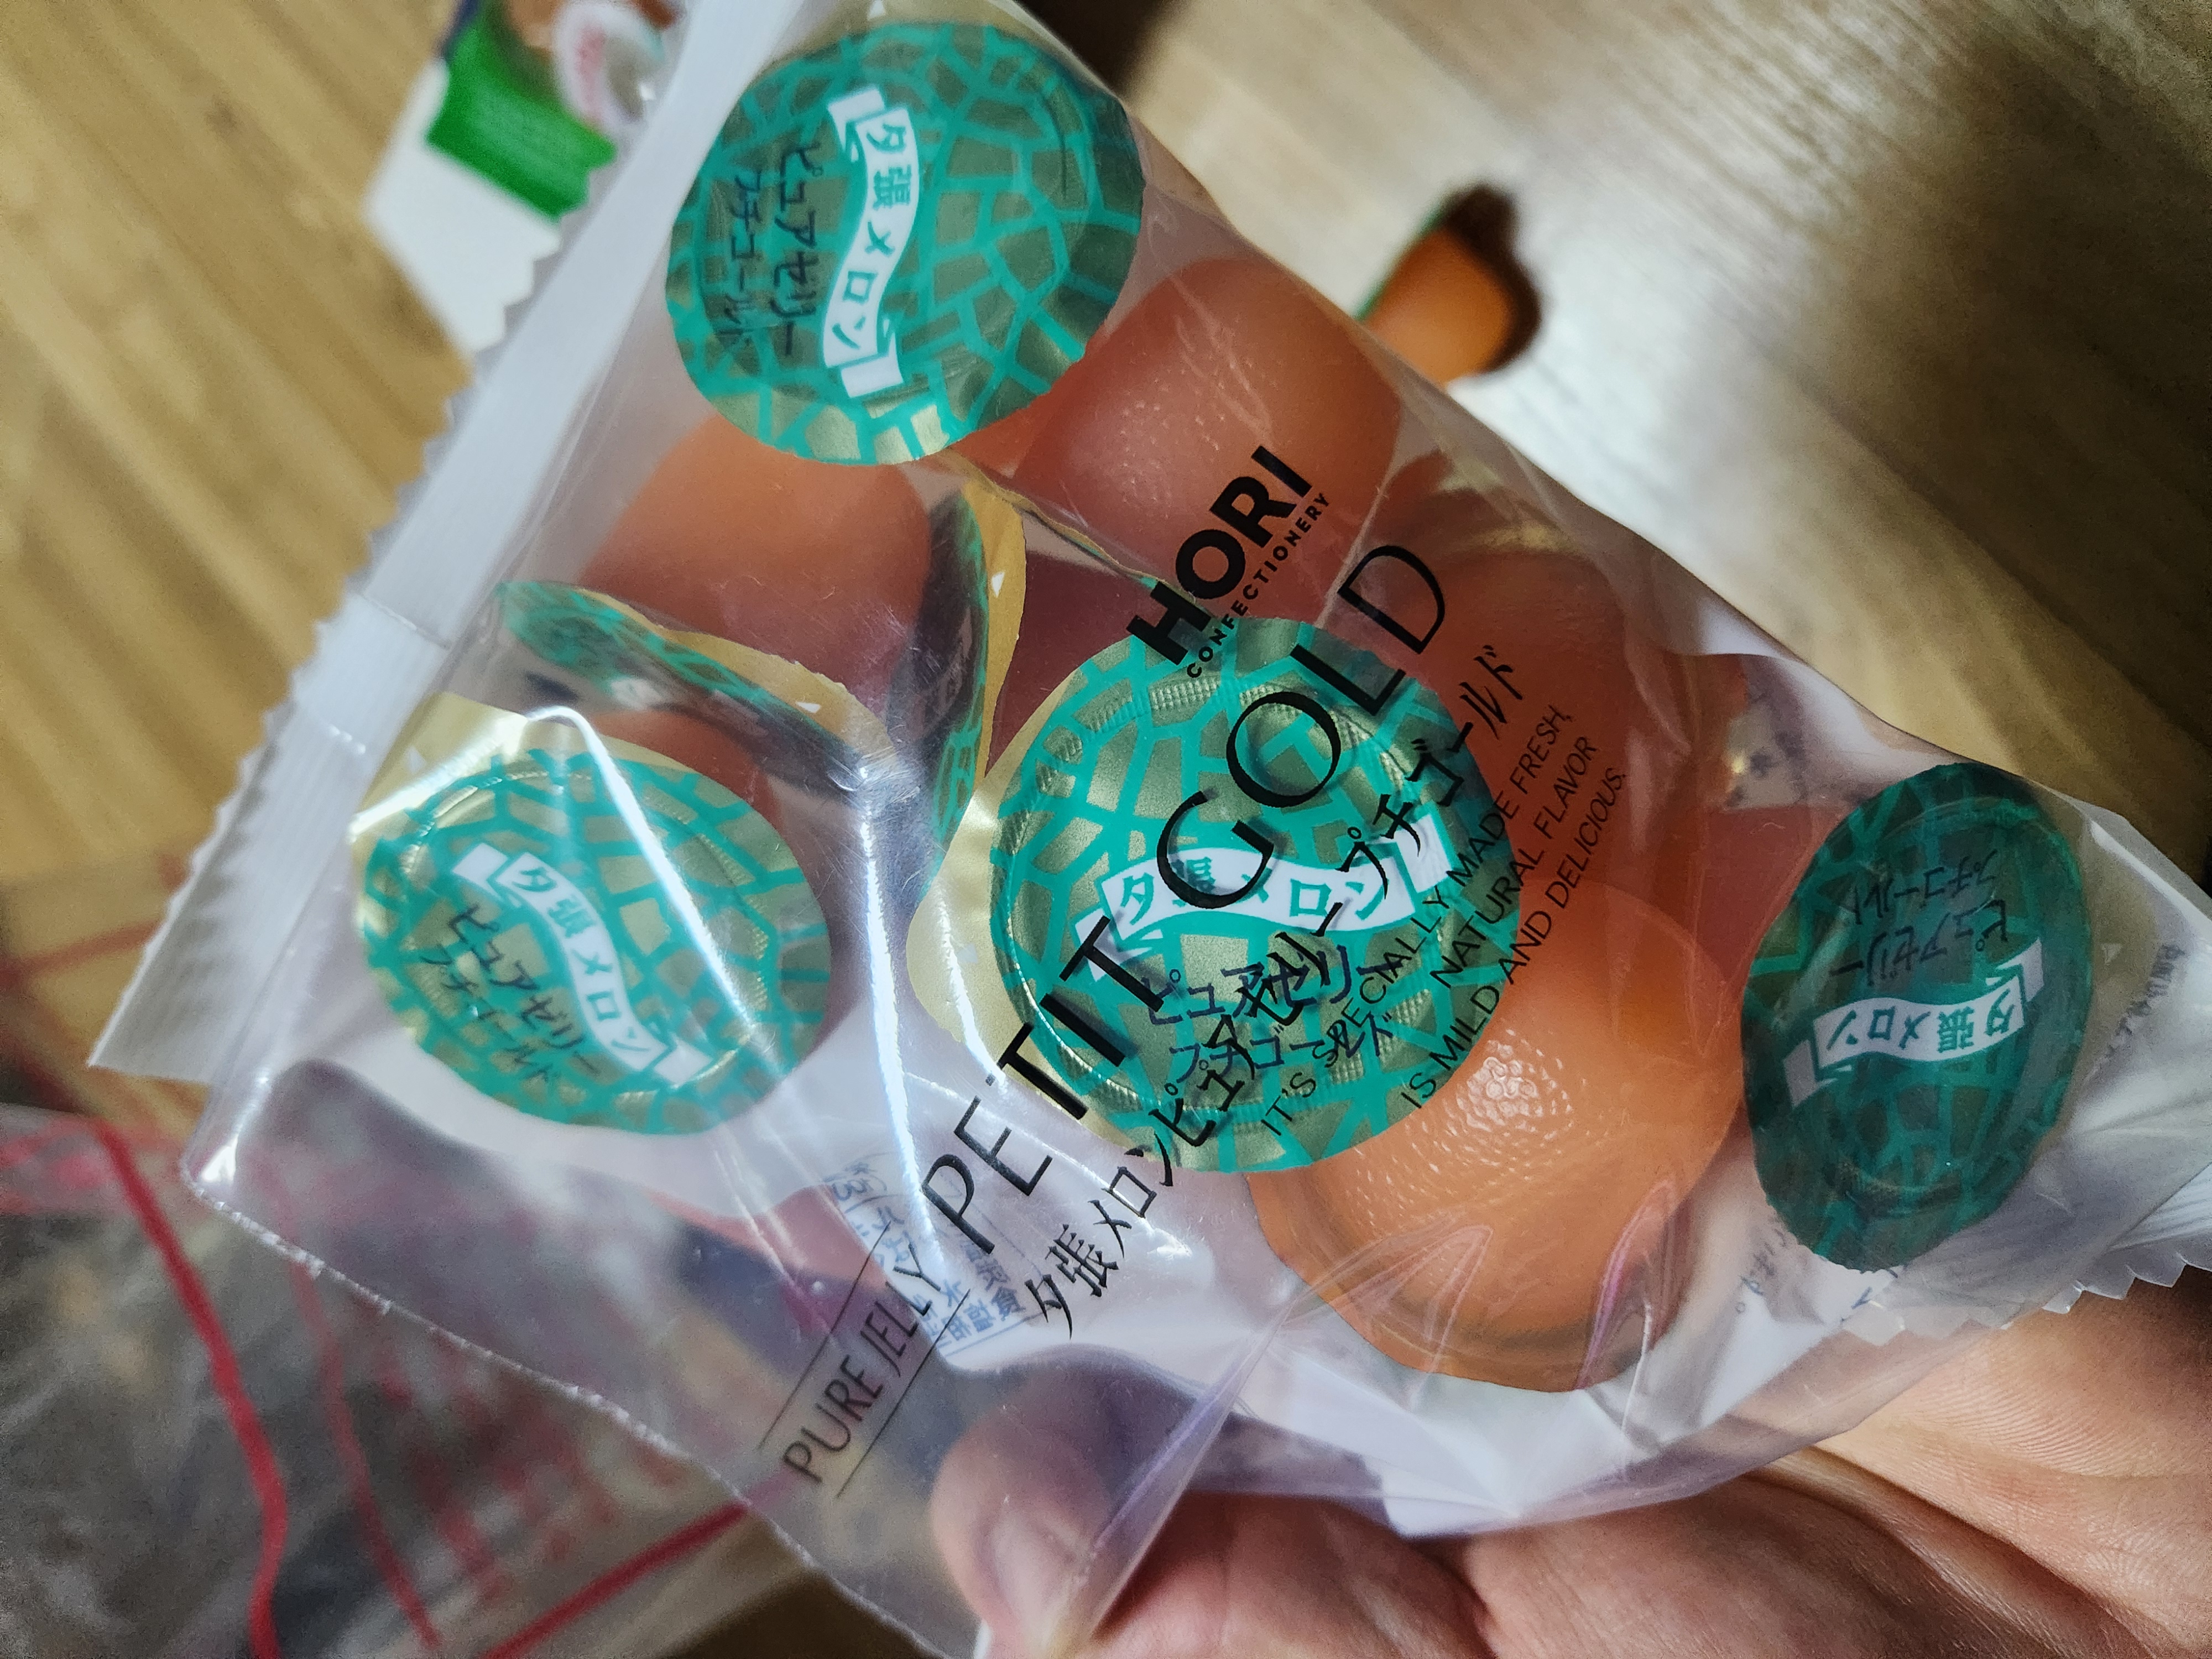 HORI
CONFECTIONERY
PURE JELLY PETIT GOLD
夕張メロンピュアゼリー プチゴールド
IT'S SPECIALLY MADE FRESH,
NATURAL FLAVOR
IS MILD AND DELICIOUS.
夕張メロン
ピュアゼリー
プチゴールド
夕張メロン
ピュアゼリー
プチゴールド
夕張メロン
ピュアゼリー
プチゴールド
夕張メロン
ピュアゼリー
プチゴールド